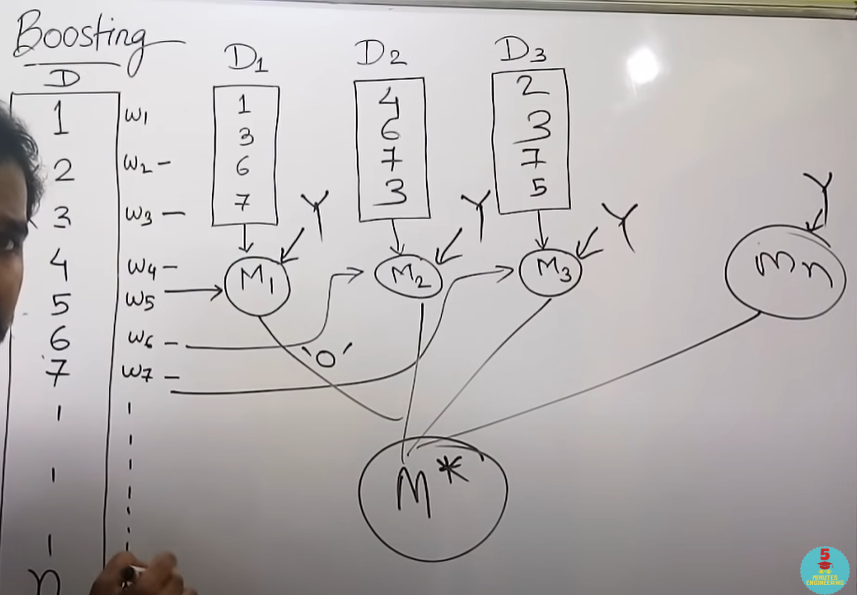 Boosting
D
1 w1
2 w2 -
3 w3 -
4 w4 -
5 w5
6 w6 -
7 w7 -
n
D1
1
3
6
7
Y
M1
D2
4
6
7
3
Y
M2
D3
2
3
7
5
Y
M3
Y
Mn
'0'
M*
5
MINUTES
ENGINEERING